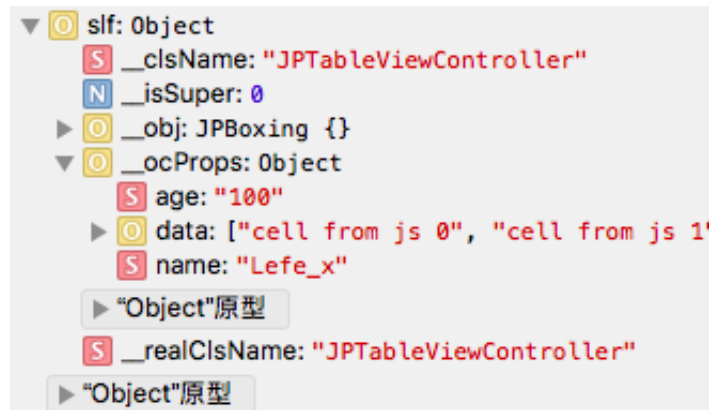 ▼ O slf: Object
S __clsName: "JPTableViewController"
N __isSuper: 0
▶ O __obj: JPBoxing {}
▼ O __ocProps: Object
S age: "100"
▶ O data: ["cell from js 0", "cell from js 1"
S name: "Lefe_x"
▶ "Object"原型
S __realClsName: "JPTableViewController"
▶ "Object"原型